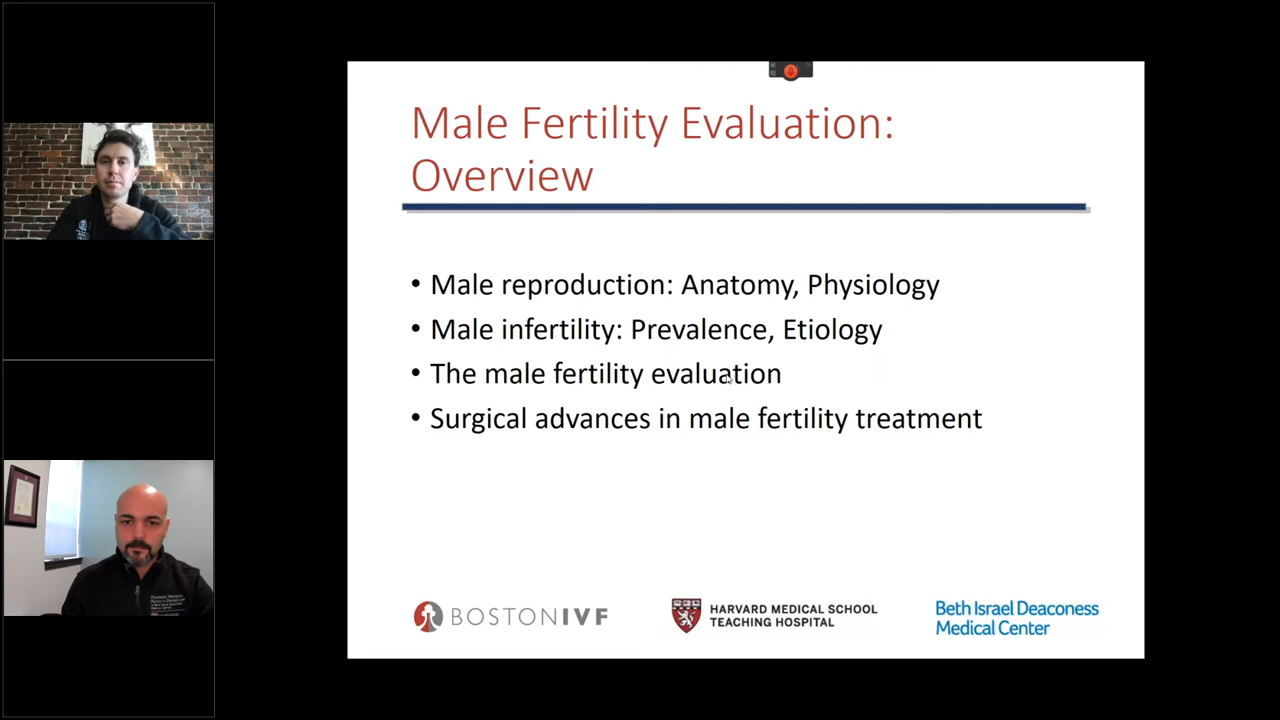 Male Fertility Evaluation:
Overview
• Male reproduction: Anatomy, Physiology
• Male infertility: Prevalence, Etiology
• The male fertility evaluation
• Surgical advances in male fertility treatment
BOSTONIVF
HARVARD MEDICAL SCHOOL
TEACHING HOSPITAL
Beth Israel Deaconess
Medical Center